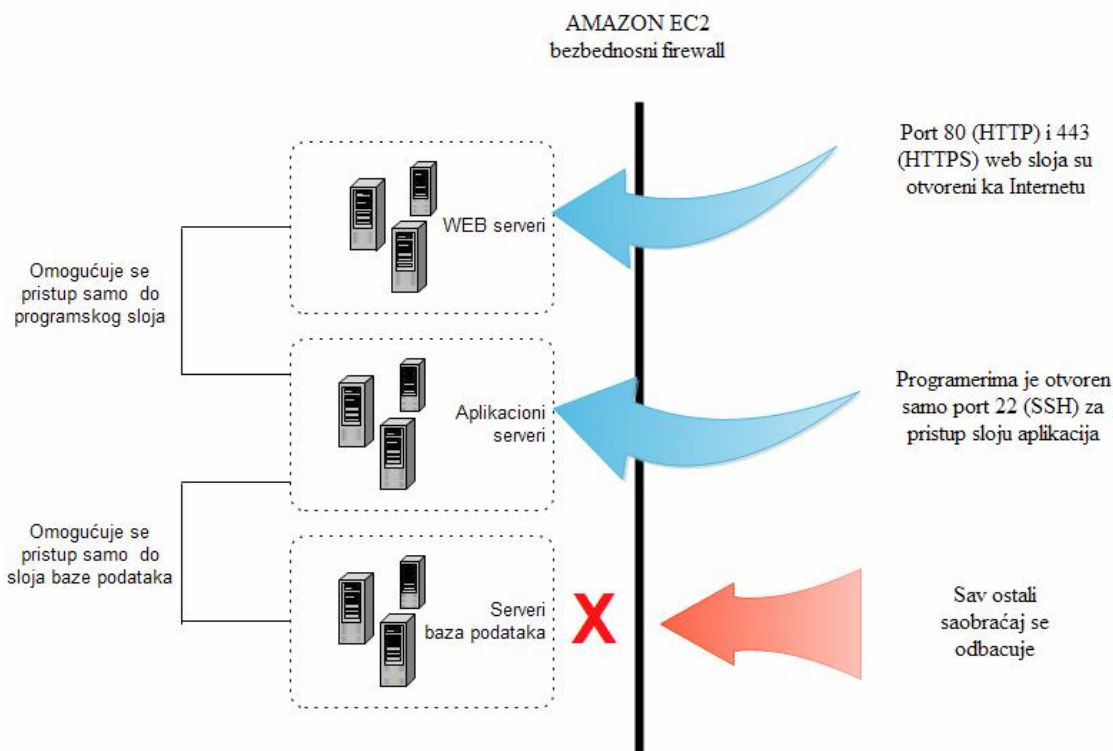 AMAZON EC2
bezbednosni firewall
Port 80 (HTTP) i 443
(HTTPS) web sloja su
otvoreni ka Internetu
WEB serveri
Omogućuje se
pristup samo do
programskog sloja
Aplikacioni
serveri
Programerima je otvoren
samo port 22 (SSH) za
pristup sloju aplikacija
Omogućuje se
pristup samo do
sloja baze podataka
Serveri
baza podataka
X
Sav ostali
saobraćaj se
odbacuje